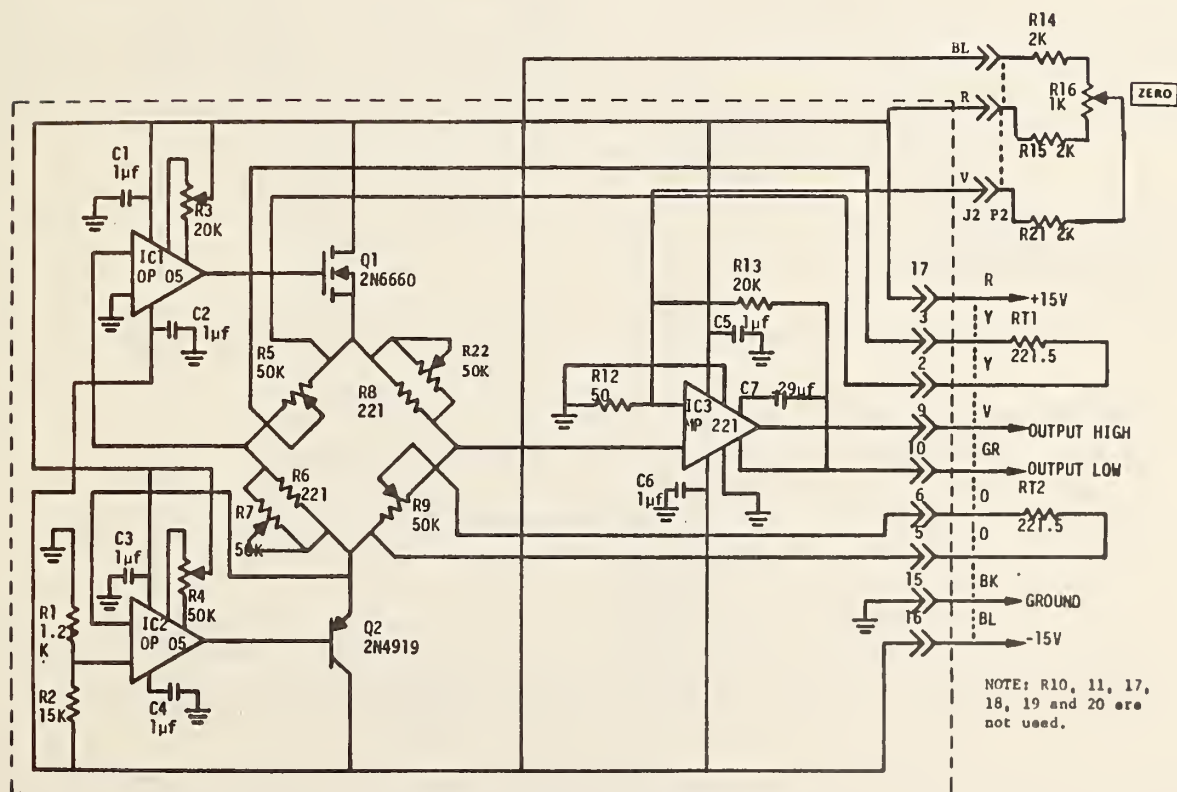 R14
2K
BL
R16
1K
ZERO
R
R15 2K
V
J2 P2
R21 2K
C1
1µf
R3
20K
IC1
OP 05
Q1
2N6660
C2
1µf
R13
20K
17
R
+15V
C5 1µf
3
Y
RT1
221.5
R5
50K
R22
50K
2
Y
R8
221
R12
50
C7 .29µf
IC3
MP 221
9
V
OUTPUT HIGH
10
GR
OUTPUT LOW
R6
221
R7
50K
R9
50K
C6
1µf
6
O
RT2
221.5
5
O
C3
1µf
R4
50K
15
BK
GROUND
R1
1.2
K
IC2
OP 05
Q2
2N4919
16
BL
-15V
R2
15K
C4
1µf
NOTE: R10, 11, 17,
18, 19 and 20 are
not used.